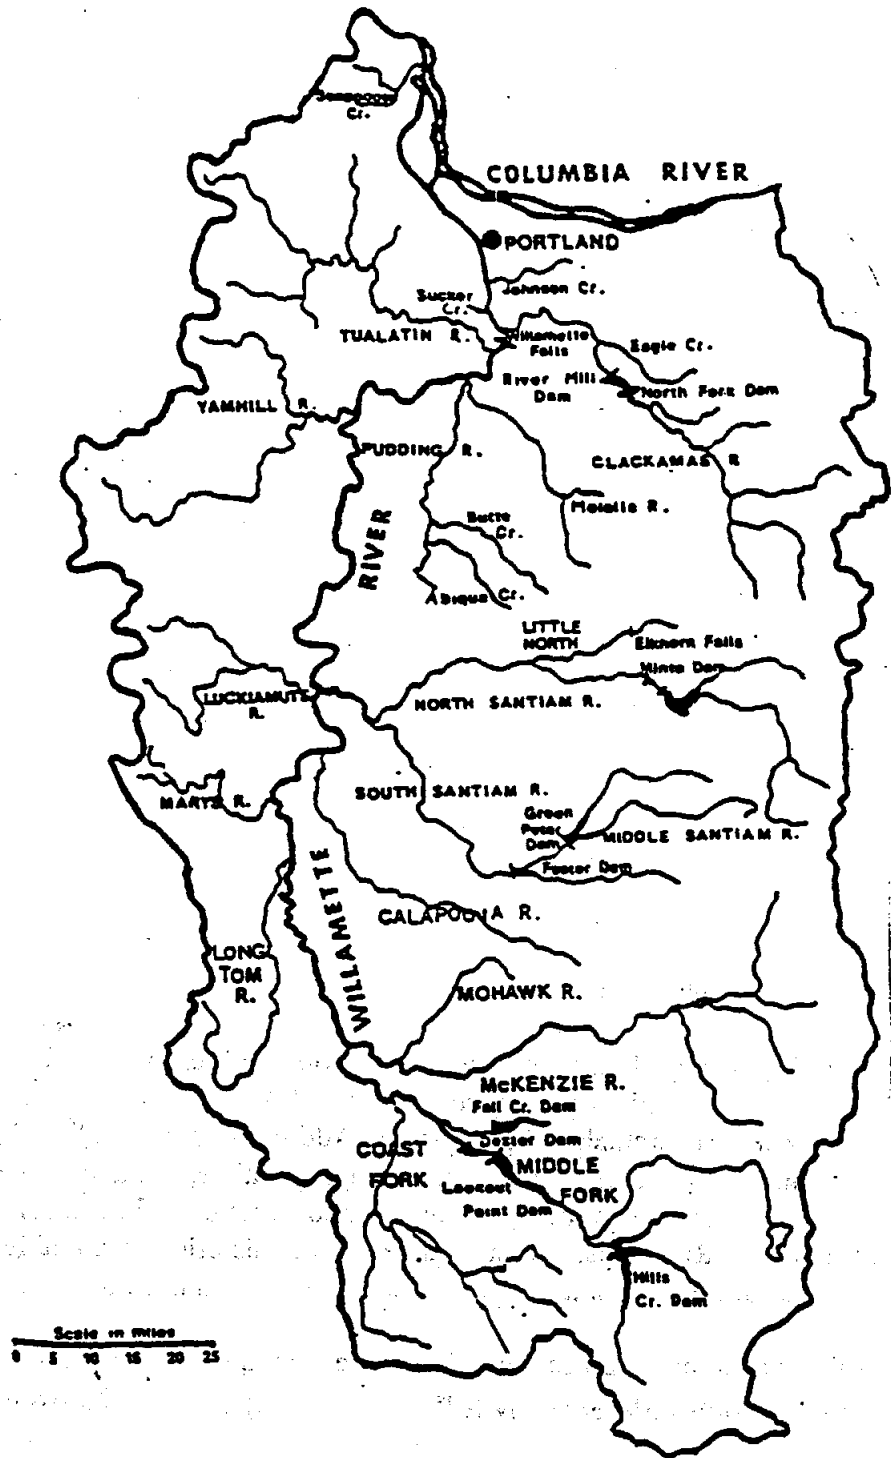 Cr.
COLUMBIA RIVER
PORTLAND
Johnson Cr.
Sucker
Cr.
TUALATIN R.
Willamette
Falls
Eagle Cr.
River Mill
Dam
North Fork Dam
YAMHILL R.
PUDDING R.
CLACKAMAS R
Molalla R.
Butte
Cr.
RIVER
Abiqua Cr.
LITTLE
NORTH
Elkhorn Falls
Minto Dam
LUCKIAMUTE
R.
NORTH SANTIAM R.
MARYS R.
SOUTH SANTIAM R.
Green
Peter
Dam
MIDDLE SANTIAM R.
Foster Dam
WILLAMETTE
CALAPOOIA R.
LONG
TOM
R.
MOHAWK R.
McKENZIE R.
Fall Cr. Dam
Dexter Dam
COAST
FORK
MIDDLE
FORK
Lookout
Point Dam
Hills
Cr. Dam
Scale in miles
0 5 10 15 20 25